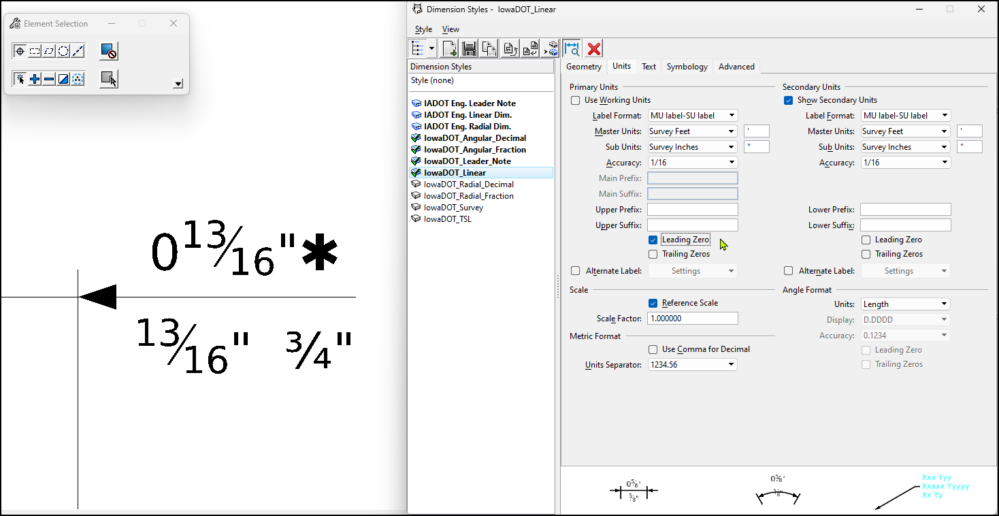 Element Selection
0 13/16"*
13/16" ¾"
Dimension Styles - IowaDOT_Linear
Style View
Dimension Styles
Style (none)
IADOT Eng. Leader Note
IADOT Eng. Linear Dim.
IADOT Eng. Radial Dim.
IowaDOT_Angular_Decimal
IowaDOT_Angular_Fraction
IowaDOT_Leader_Note
IowaDOT_Linear
IowaDOT_Radial_Decimal
IowaDOT_Radial_Fraction
IowaDOT_Survey
IowaDOT_TSL
Geometry Units Text Symbology Advanced
Primary Units
Use Working Units
Label Format: MU label-SU label
Master Units: Survey Feet '
Sub Units: Survey Inches "
Accuracy: 1/16
Main Prefix:
Main Suffix:
Upper Prefix:
Upper Suffix:
Leading Zero
Trailing Zeros
Alternate Label: Settings
Scale
Reference Scale
Scale Factor: 1.000000
Metric Format
Use Comma for Decimal
Units Separator: 1234.56
Secondary Units
Show Secondary Units
Label Format: MU label-SU label
Master Units: Survey Feet '
Sub Units: Survey Inches "
Accuracy: 1/16
Lower Prefix:
Lower Suffix:
Leading Zero
Trailing Zeros
Alternate Label: Settings
Angle Format
Units: Length
Display: D.DDDD
Accuracy: 0.1234
Leading Zero
Trailing Zeros
0⅝'
⅝"
0⅝'
⅝"
Xxx Yyy
Xxxxx Yyyyy
Xx Yy